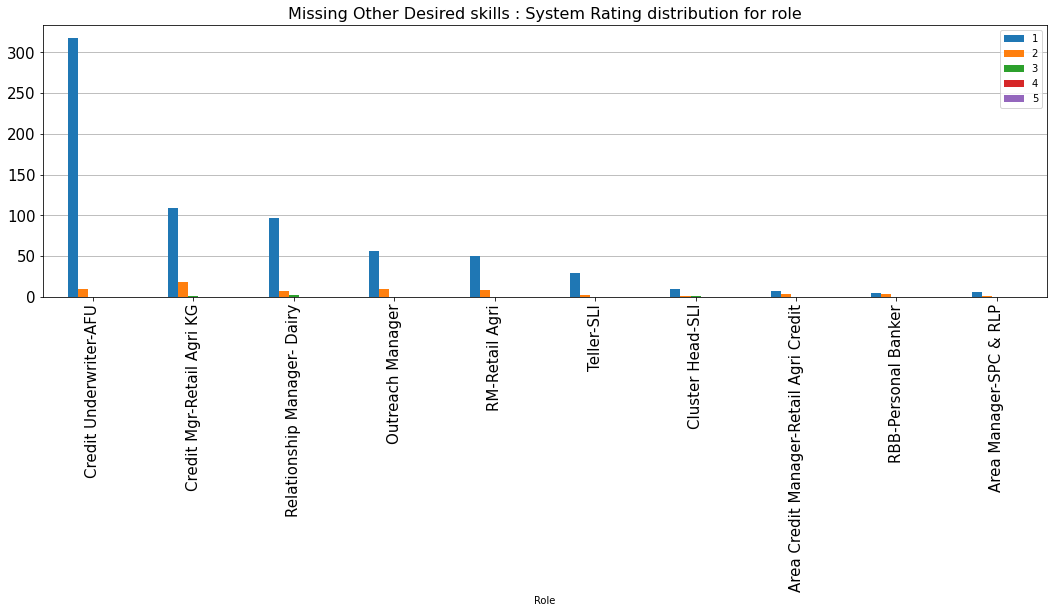 Missing Other Desired skills : System Rating distribution for role
300
250
200
150
100
50
0
1
2
3
4
5
Credit Underwriter-AFU
Credit Mgr-Retail Agri KG
Relationship Manager- Dairy
Outreach Manager
RM-Retail Agri
Teller-SLI
Cluster Head-SLI
Area Credit Manager-Retail Agri Credit
RBB-Personal Banker
Area Manager-SPC & RLP
Role